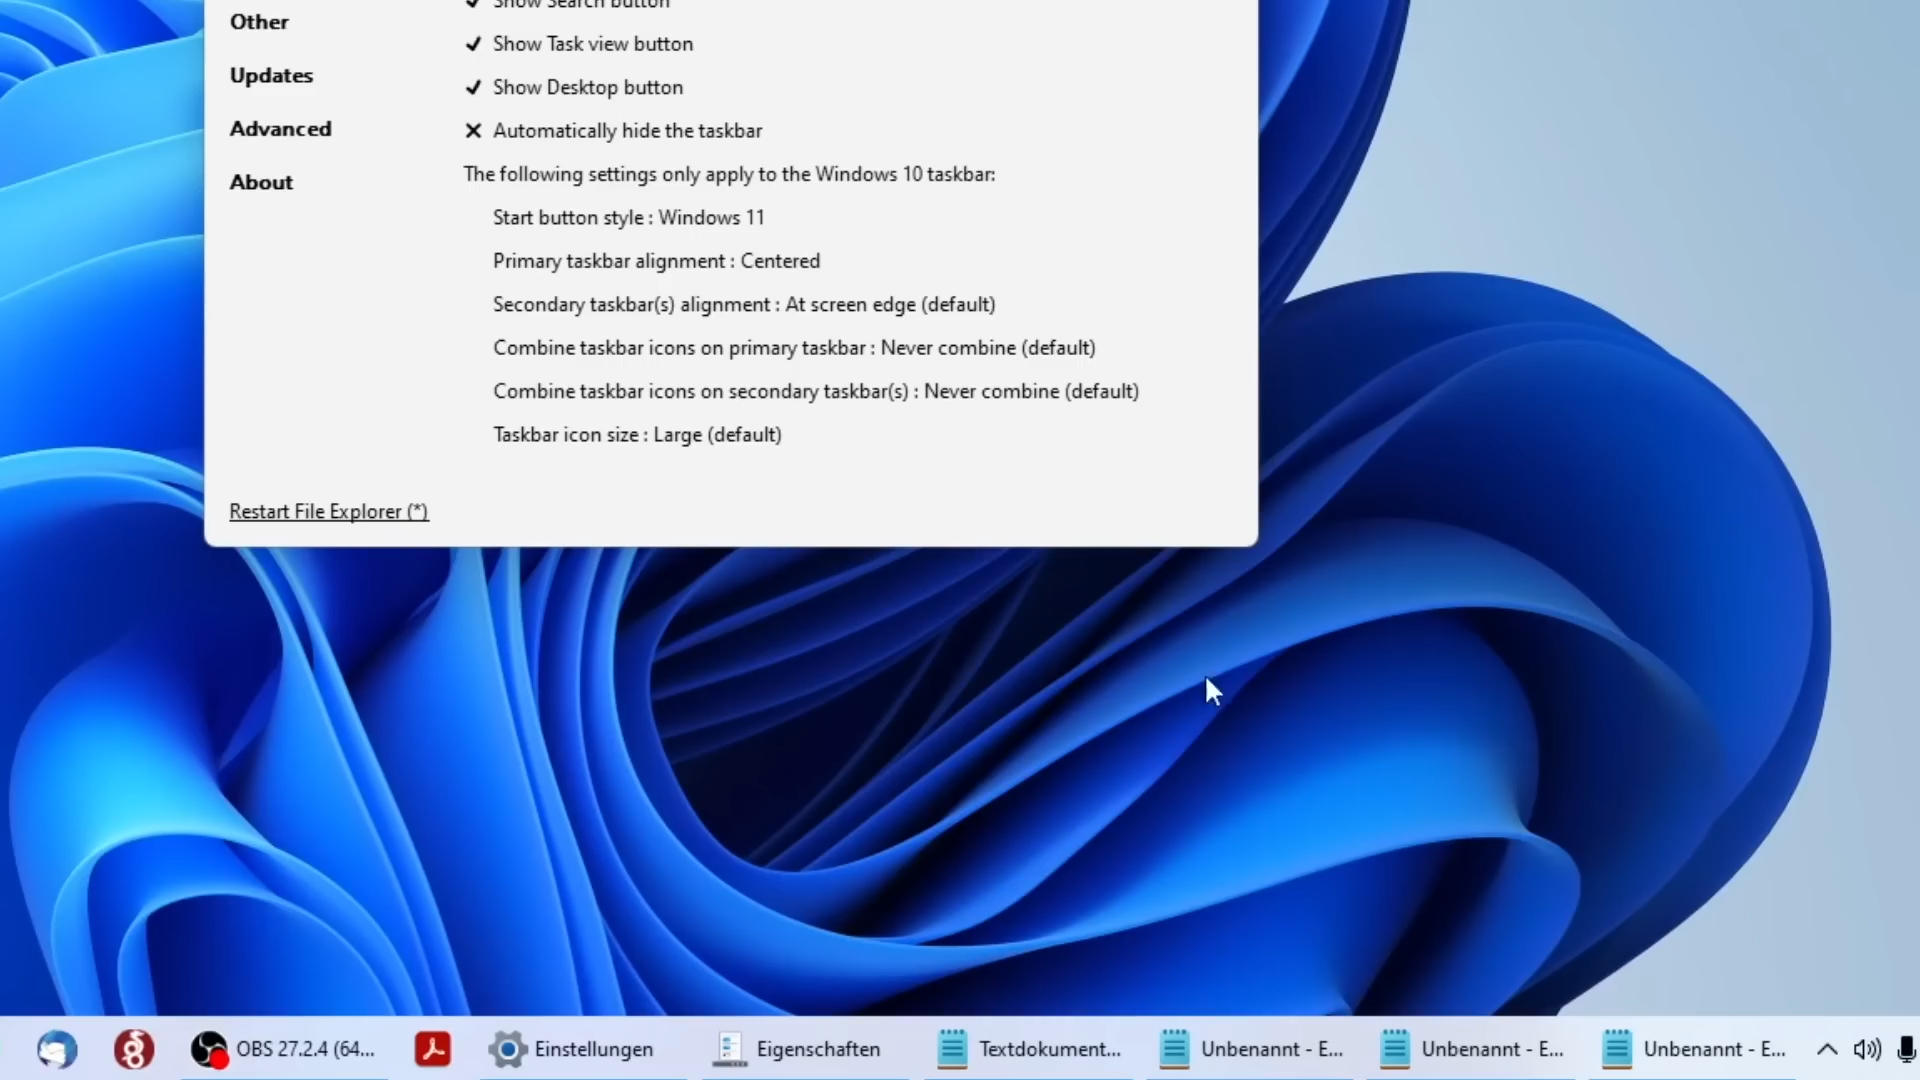 Other
Updates
Advanced
About
Show Search button
Show Task view button
Show Desktop button
Automatically hide the taskbar
The following settings only apply to the Windows 10 taskbar:
Start button style : Windows 11
Primary taskbar alignment : Centered
Secondary taskbar(s) alignment : At screen edge (default)
Combine taskbar icons on primary taskbar : Never combine (default)
Combine taskbar icons on secondary taskbar(s) : Never combine (default)
Taskbar icon size : Large (default)
Restart File Explorer (*)
OBS 27.2.4 (64... Einstellungen Eigenschaften Textdokument... Unbenannt - E... Unbenannt - E... Unbenannt - E...